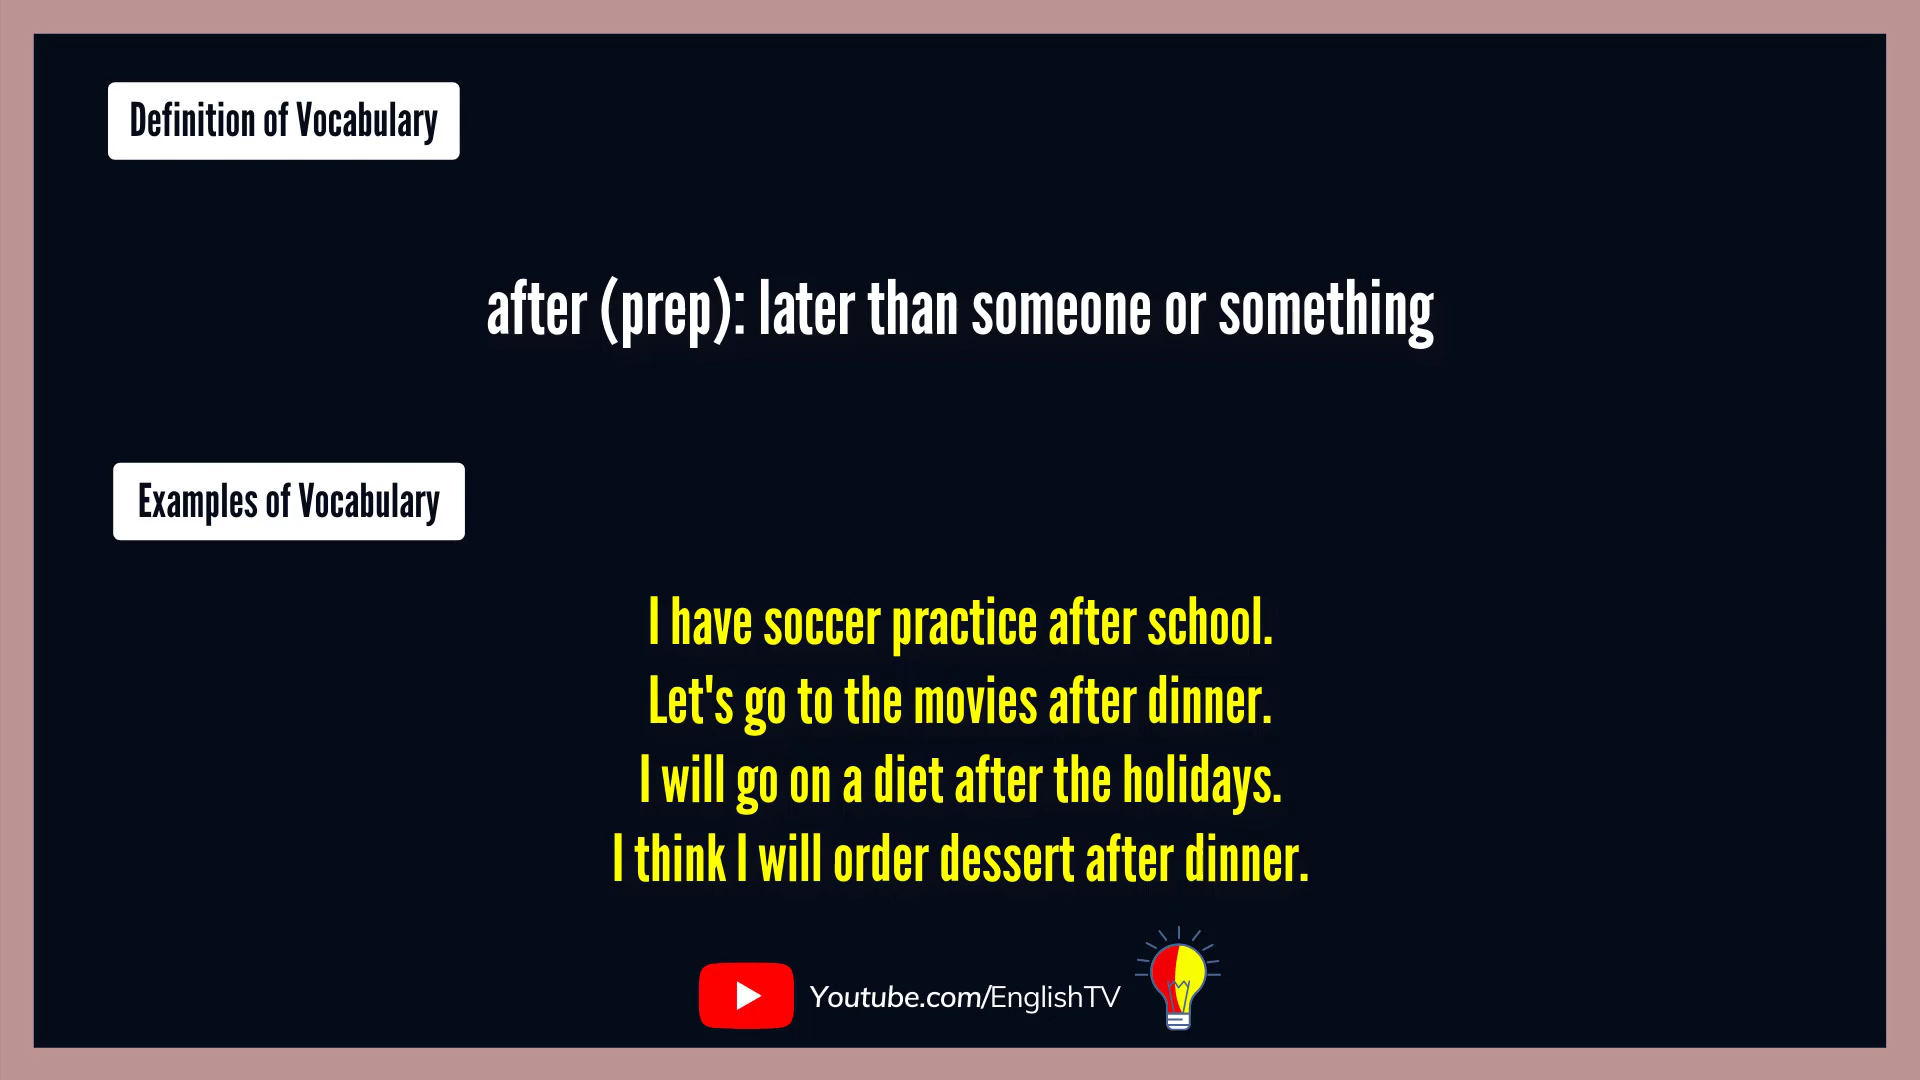 Definition of Vocabulary
after (prep): later than someone or something
Examples of Vocabulary
I have soccer practice after school.
Let's go to the movies after dinner.
I will go on a diet after the holidays.
I think I will order dessert after dinner.
Youtube.com/EnglishTV